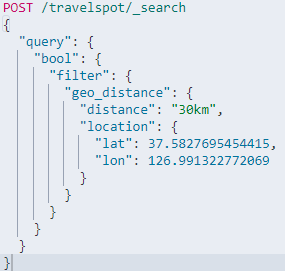 POST /travelspot/_search
{
  "query": {
    "bool": {
      "filter": {
        "geo_distance": {
          "distance": "30km",
          "location": {
            "lat": 37.5827695454415,
            "lon": 126.991322772069
          }
        }
      }
    }
  }
}